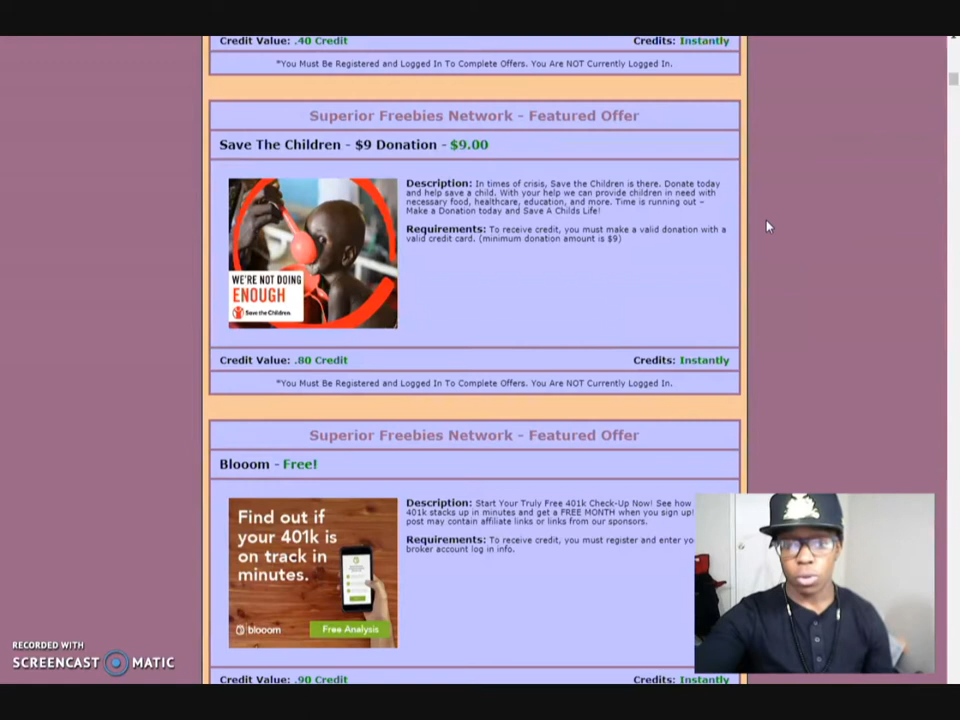 Credit Value: .40 Credit Credits: Instantly
*You Must Be Registered and Logged In To Complete Offers. You Are NOT Currently Logged In.
Superior Freebies Network - Featured Offer
Save The Children - $9 Donation - $9.00
Description: In times of crisis, Save the Children is there. Donate today
and help save a child. With your help we can provide children in need with
necessary food, healthcare, education, and more. Time is running out –
Make a Donation today and Save A Childs Life!
Requirements: To receive credit, you must make a valid donation with a
valid credit card. (minimum donation amount is $9)
WE'RE NOT DOING
ENOUGH
Save the Children.
Credit Value: .80 Credit Credits: Instantly
*You Must Be Registered and Logged In To Complete Offers. You Are NOT Currently Logged In.
Superior Freebies Network - Featured Offer
Blooom - Free!
Description: Start Your Truly Free 401k Check-Up Now! See how
401k stacks up in minutes and get a FREE MONTH when you sign up!
post may contain affiliate links or links from our sponsors.
Requirements: To receive credit, you must register and enter yo
broker account log in info.
Find out if
your 401k is
on track in
minutes.
blooom
Free Analysis
Credit Value: .90 Credit Credits: Instantly
RECORDED WITH
SCREENCAST MATIC